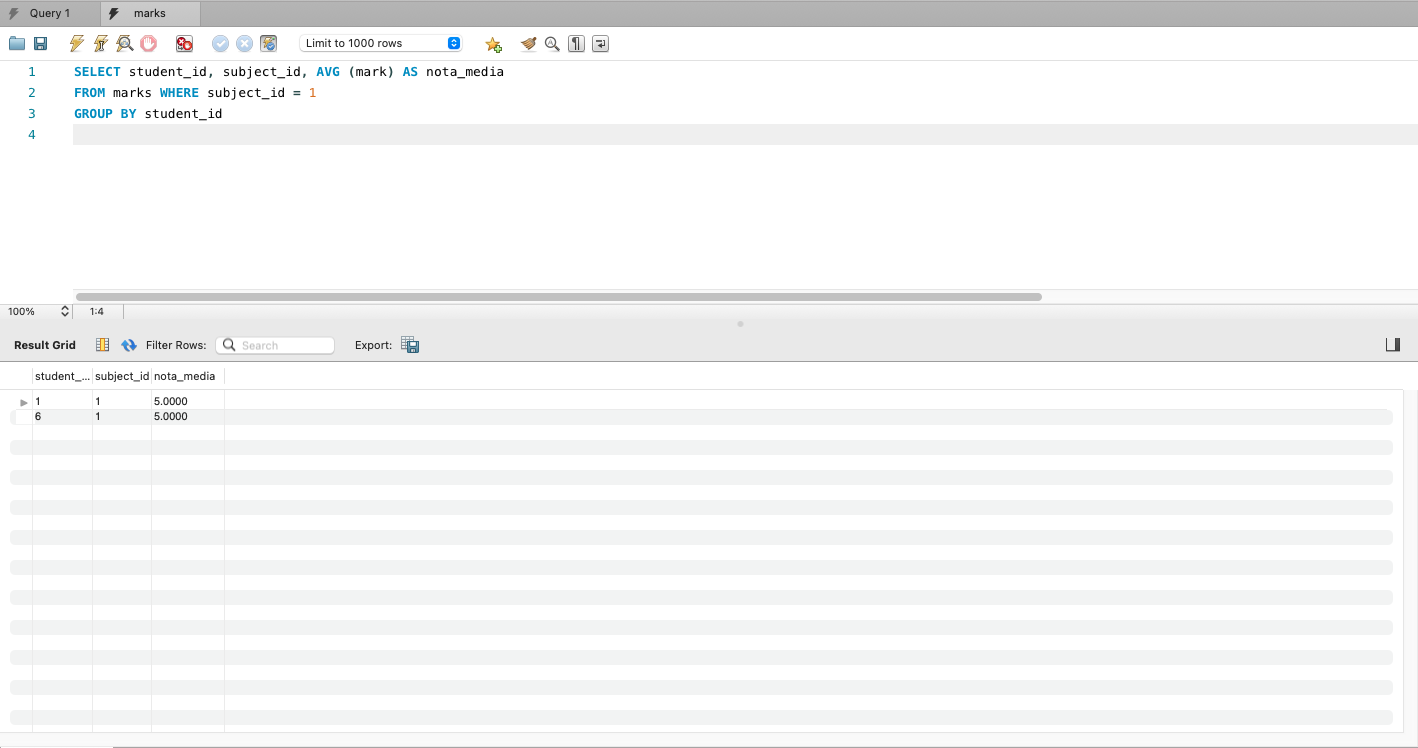 Query 1 marks
Limit to 1000 rows
1 SELECT student_id, subject_id, AVG (mark) AS nota_media
2 FROM marks WHERE subject_id = 1
3 GROUP BY student_id
4
100% 1:4
Result Grid Filter Rows: Search Export:
student_... subject_id nota_media
1 1 5.0000
6 1 5.0000